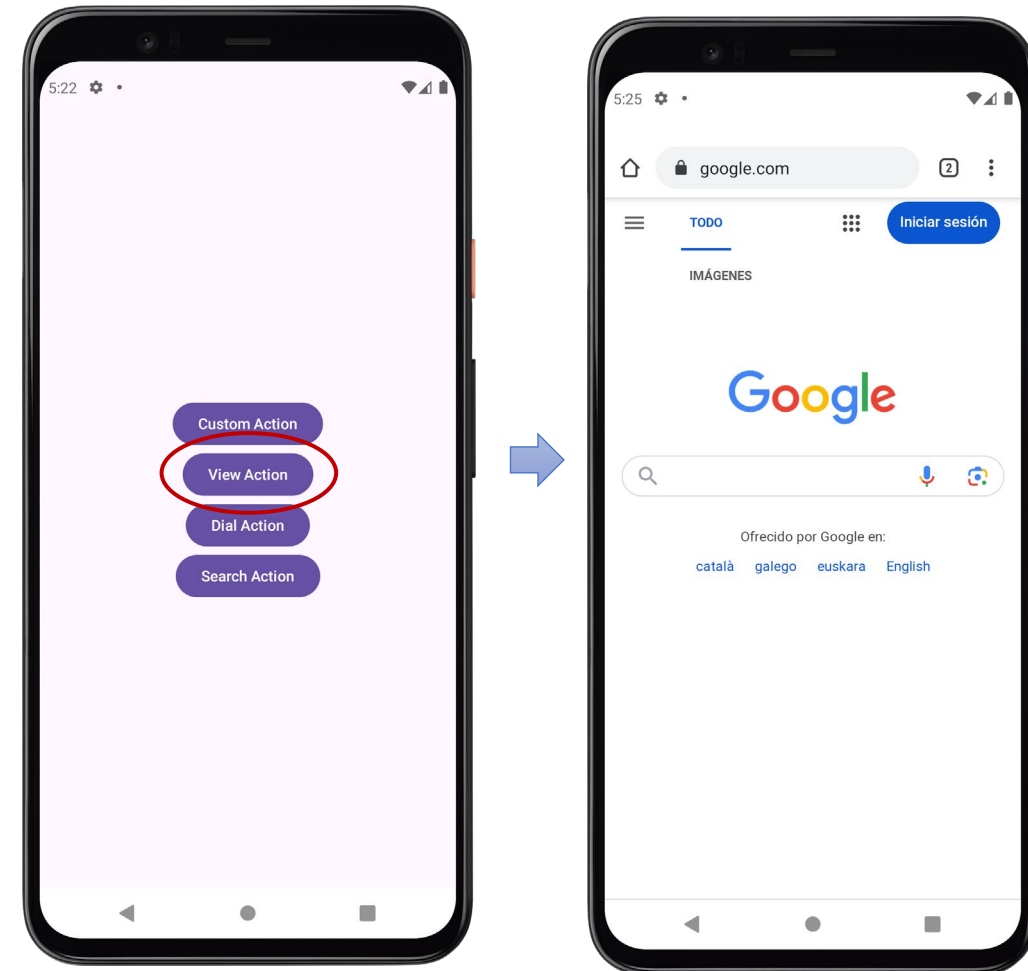 5:22
Custom Action
View Action
Dial Action
Search Action
5:25
google.com
2
TODO
Iniciar sesión
IMÁGENES
Google
Ofrecido por Google en:
català galego euskara English